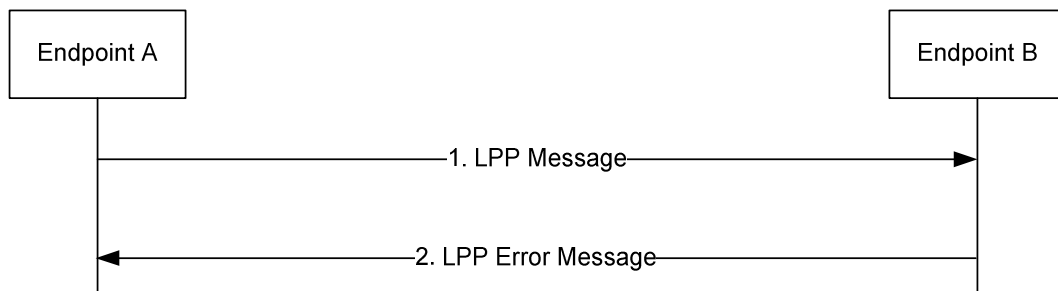 Endpoint A
Endpoint B
1. LPP Message
2. LPP Error Message